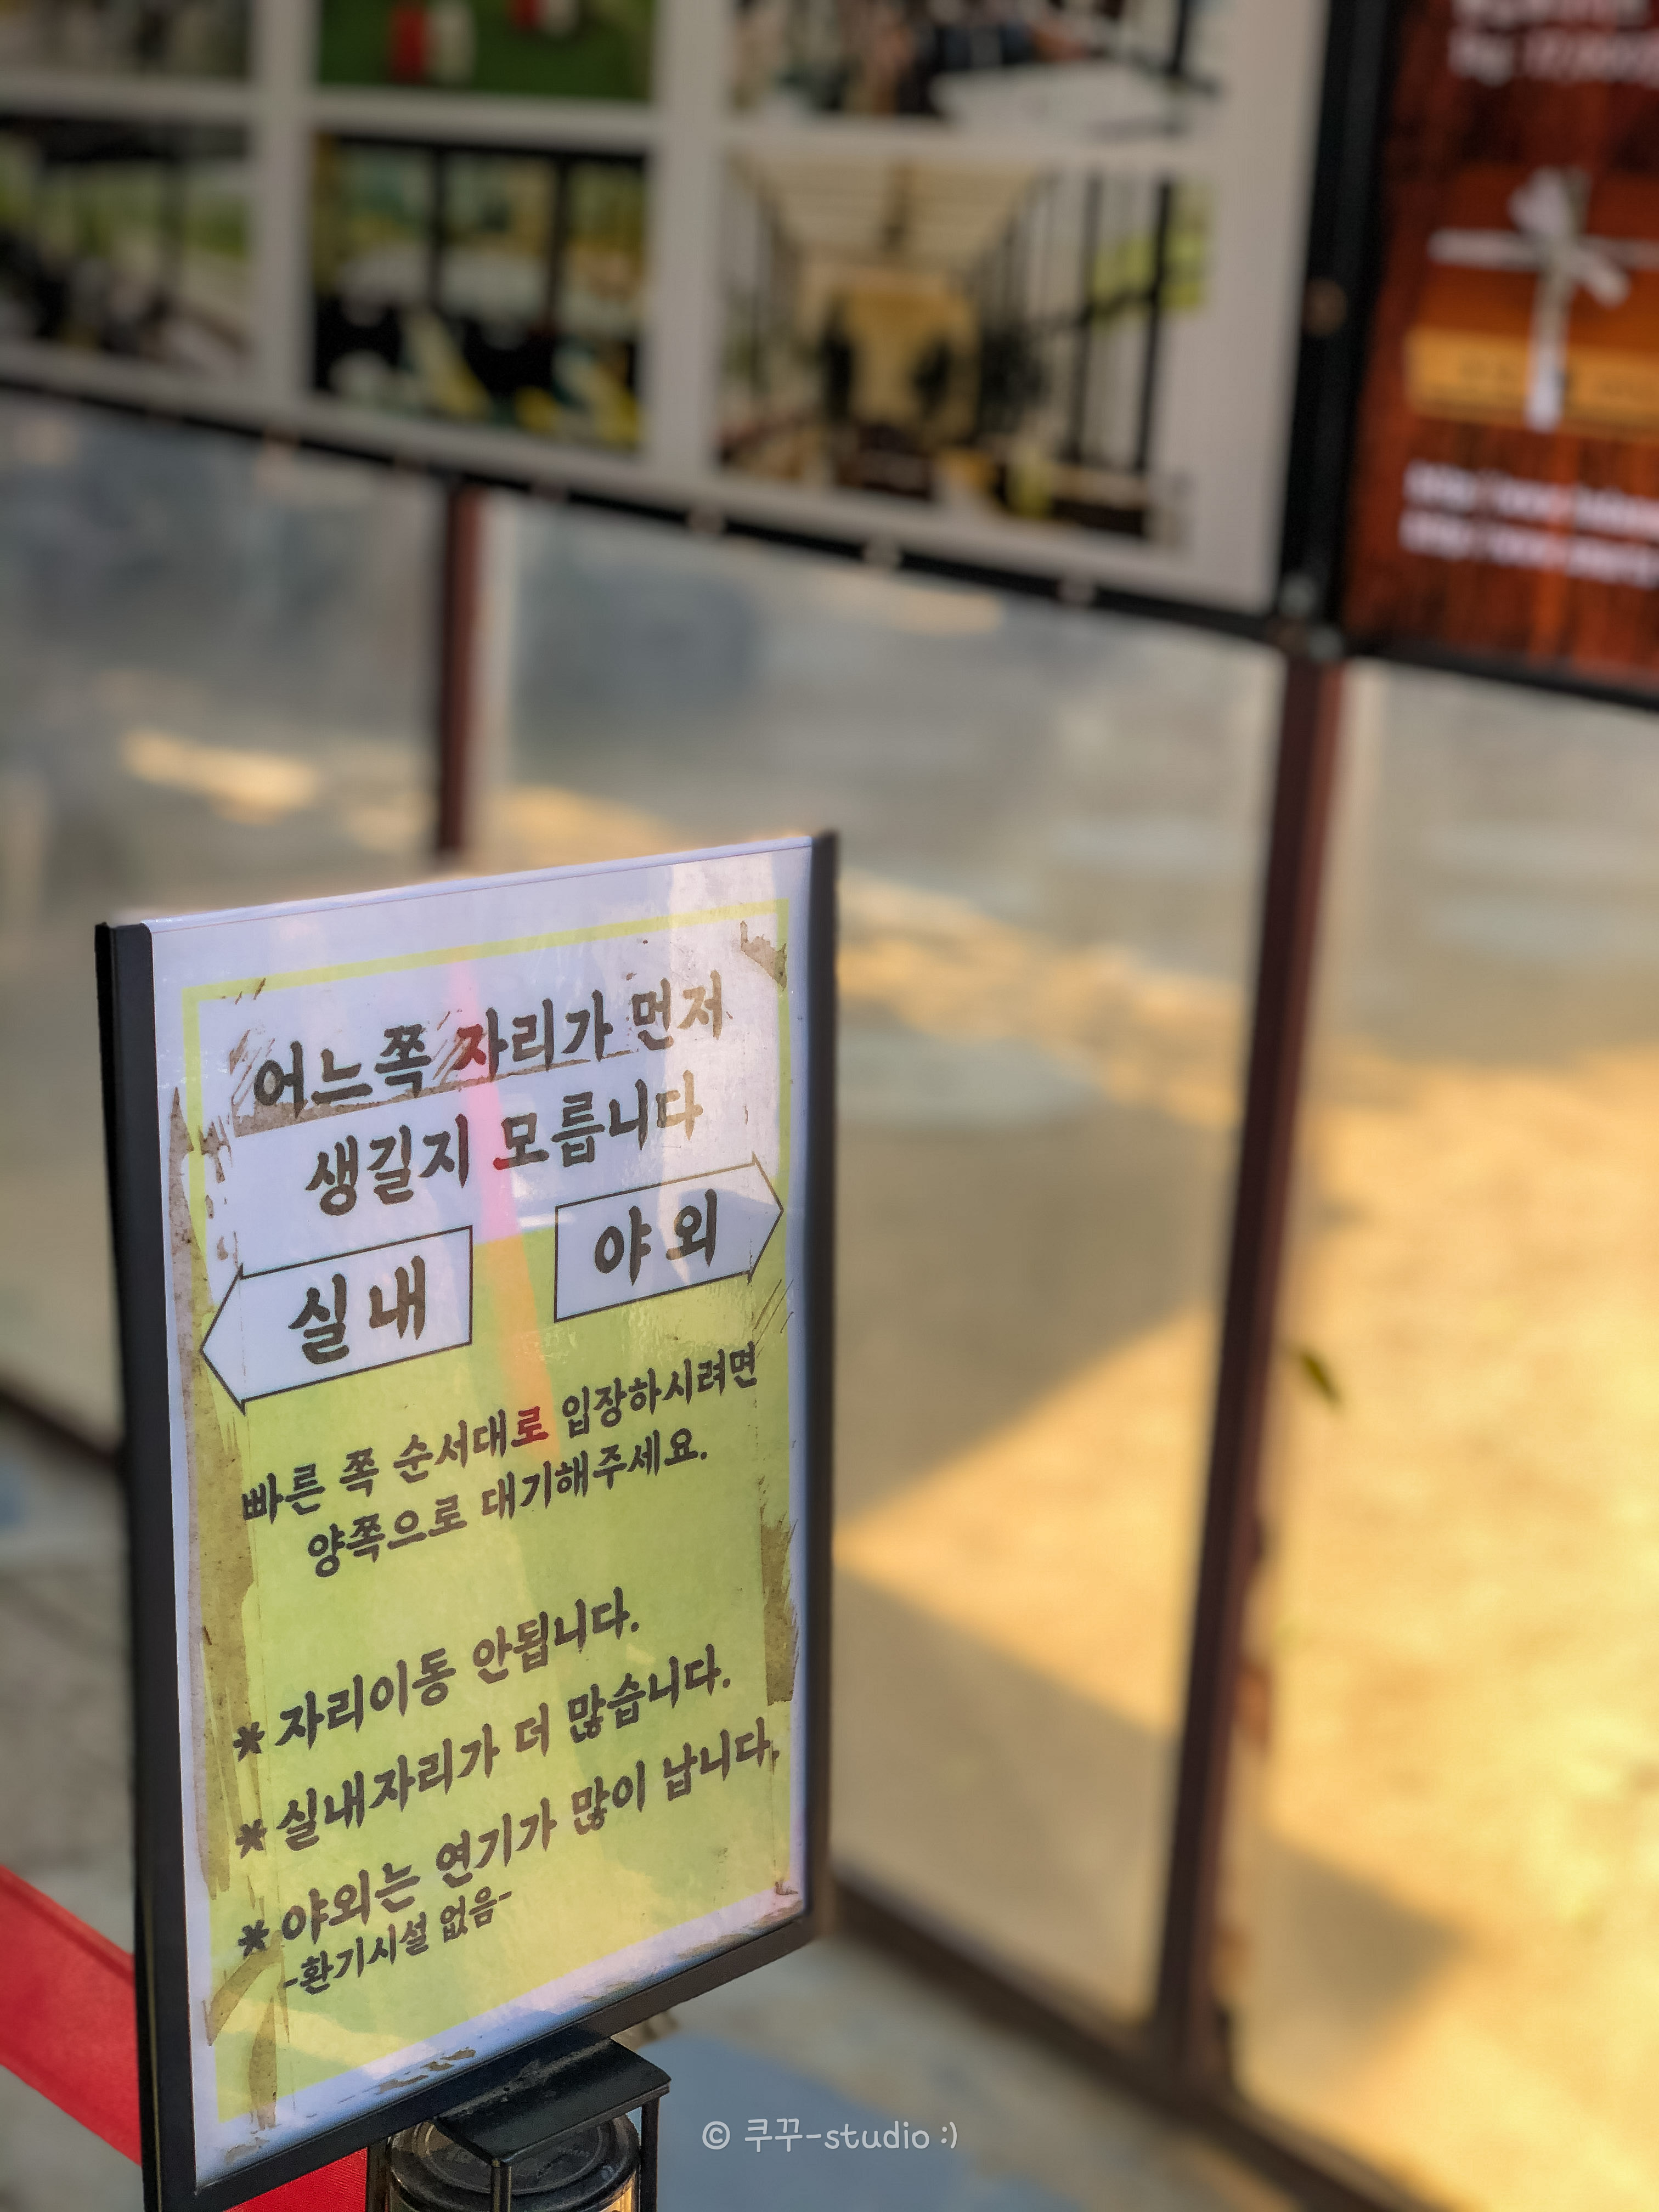 어느쪽 자리가 먼저
생길지 모릅니다
실내
야외
빠른 쪽 순서대로 입장하시려면
양쪽으로 대기해주세요.
* 자리이동 안됩니다.
* 실내자리가 더 많습니다.
* 야외는 연기가 많이 납니다.
-환기시설 없음-
© 쿠꾸-studio :)